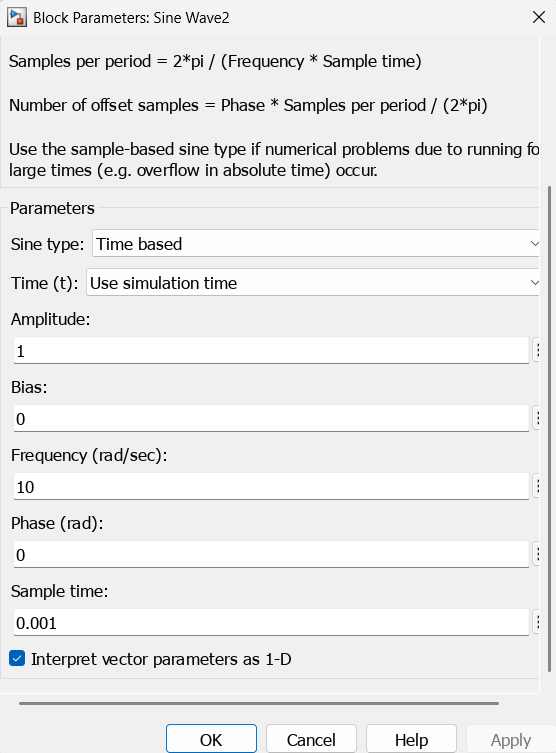 Block Parameters: Sine Wave2
Samples per period = 2*pi / (Frequency * Sample time)
Number of offset samples = Phase * Samples per period / (2*pi)
Use the sample-based sine type if numerical problems due to running fo
large times (e.g. overflow in absolute time) occur.
Parameters
Sine type: Time based
Time (t): Use simulation time
Amplitude:
1
Bias:
0
Frequency (rad/sec):
10
Phase (rad):
0
Sample time:
0.001
Interpret vector parameters as 1-D
OK Cancel Help Apply